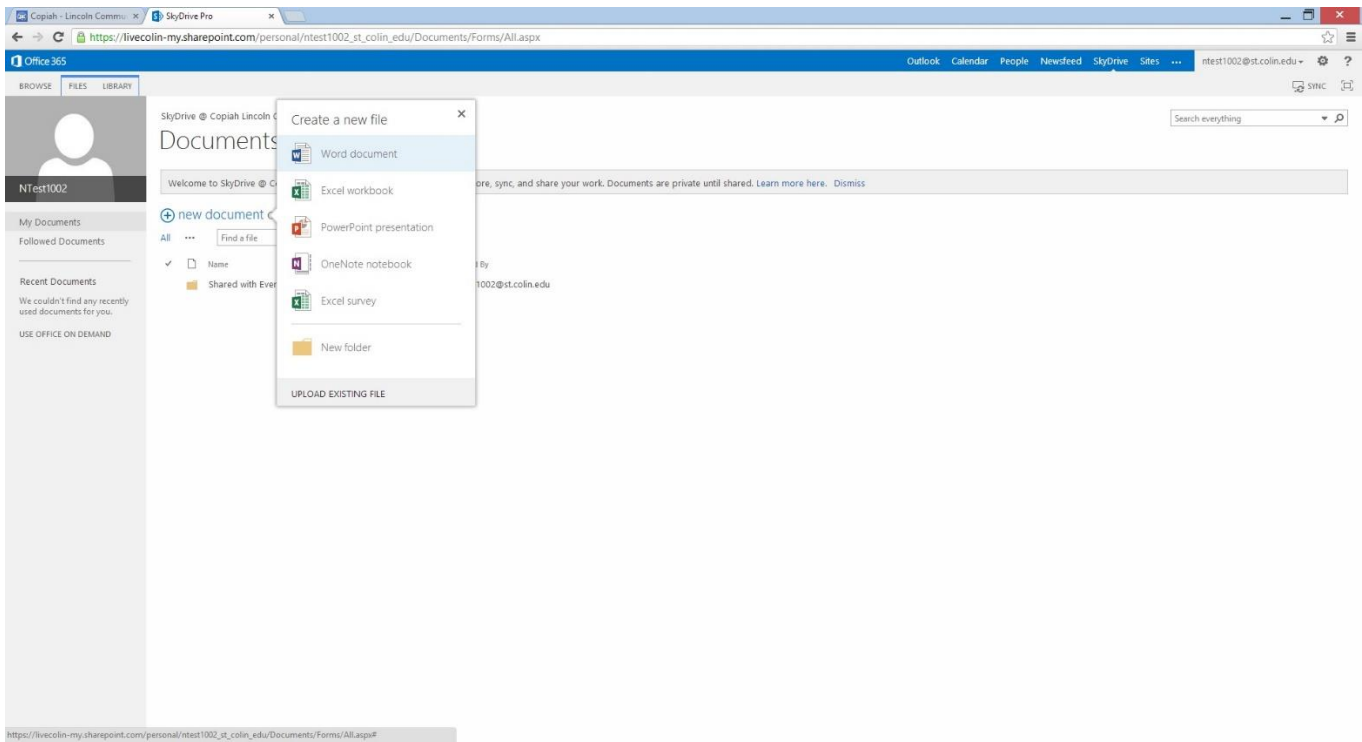 Copiah - Lincoln Commu
SkyDrive Pro
https://livecolin-my.sharepoint.com/personal/ntest1002_st_colin_edu/Documents/Forms/All.aspx
Office 365
Outlook Calendar People Newsfeed SkyDrive Sites ••• ntest1002@st.colin.edu ?
BROWSE FILES LIBRARY
SYNC
SkyDrive @ Copiah Lincoln C
Documents
Search everything
NTest1002
Welcome to SkyDrive @ C
ore, sync, and share your work. Documents are private until shared. Learn more here. Dismiss
My Documents
Followed Documents
Recent Documents
We couldn't find any recently
used documents for you.
USE OFFICE ON DEMAND
new document
All ••• Find a file
Name
d By
Shared with Ever
1002@st.colin.edu
Create a new file
Word document
Excel workbook
PowerPoint presentation
OneNote notebook
Excel survey
New folder
UPLOAD EXISTING FILE
https://livecolin-my.sharepoint.com/personal/ntest1002_st_colin_edu/Documents/Forms/All.aspx#